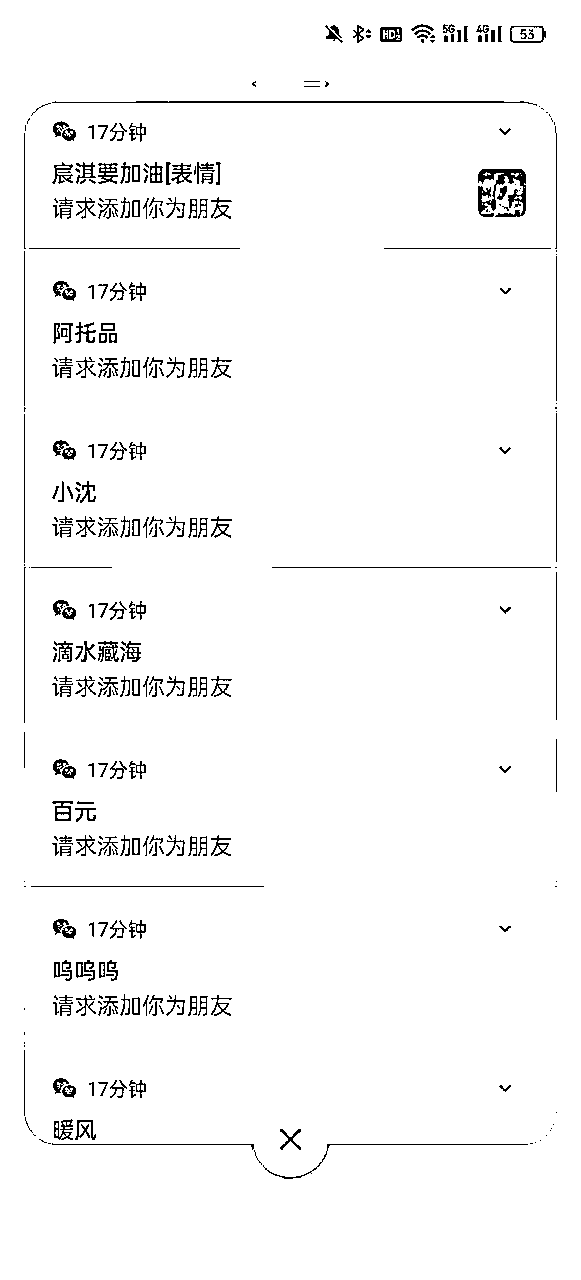 HD2 5G 4G 53
17分钟
宸淇要加油[表情]
请求添加你为朋友
17分钟
阿托品
请求添加你为朋友
17分钟
小沈
请求添加你为朋友
17分钟
滴水藏海
请求添加你为朋友
17分钟
百元
请求添加你为朋友
17分钟
呜呜呜
请求添加你为朋友
17分钟
暖风